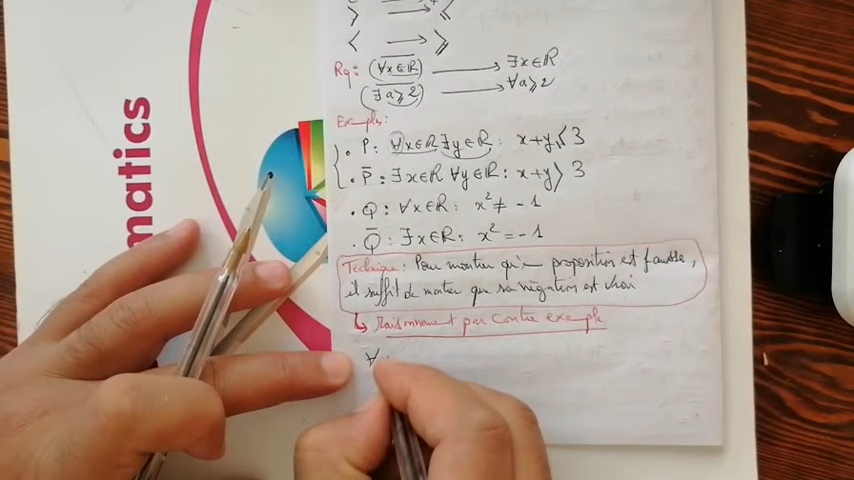 > → <
< → ⩾
Rq: (∀x∈ℝ) → ∃x∈ℝ
(∃a⩾2) → ∀a⩾2
Exemple:
. P: ∀x∈ℝ ∃y∈ℝ: x+y⩽3
. P̅: ∃x∈ℝ ∀y∈ℝ: x+y>3
. Q: ∀x∈ℝ: x²≠-1
. Q̅: ∃x∈ℝ: x²=-1
Technique: Pour montrer qu'une proposition est fausse,
il suffit de montrer que sa négation est vrai
↳ raisonnement par contre exemple
∀
matics